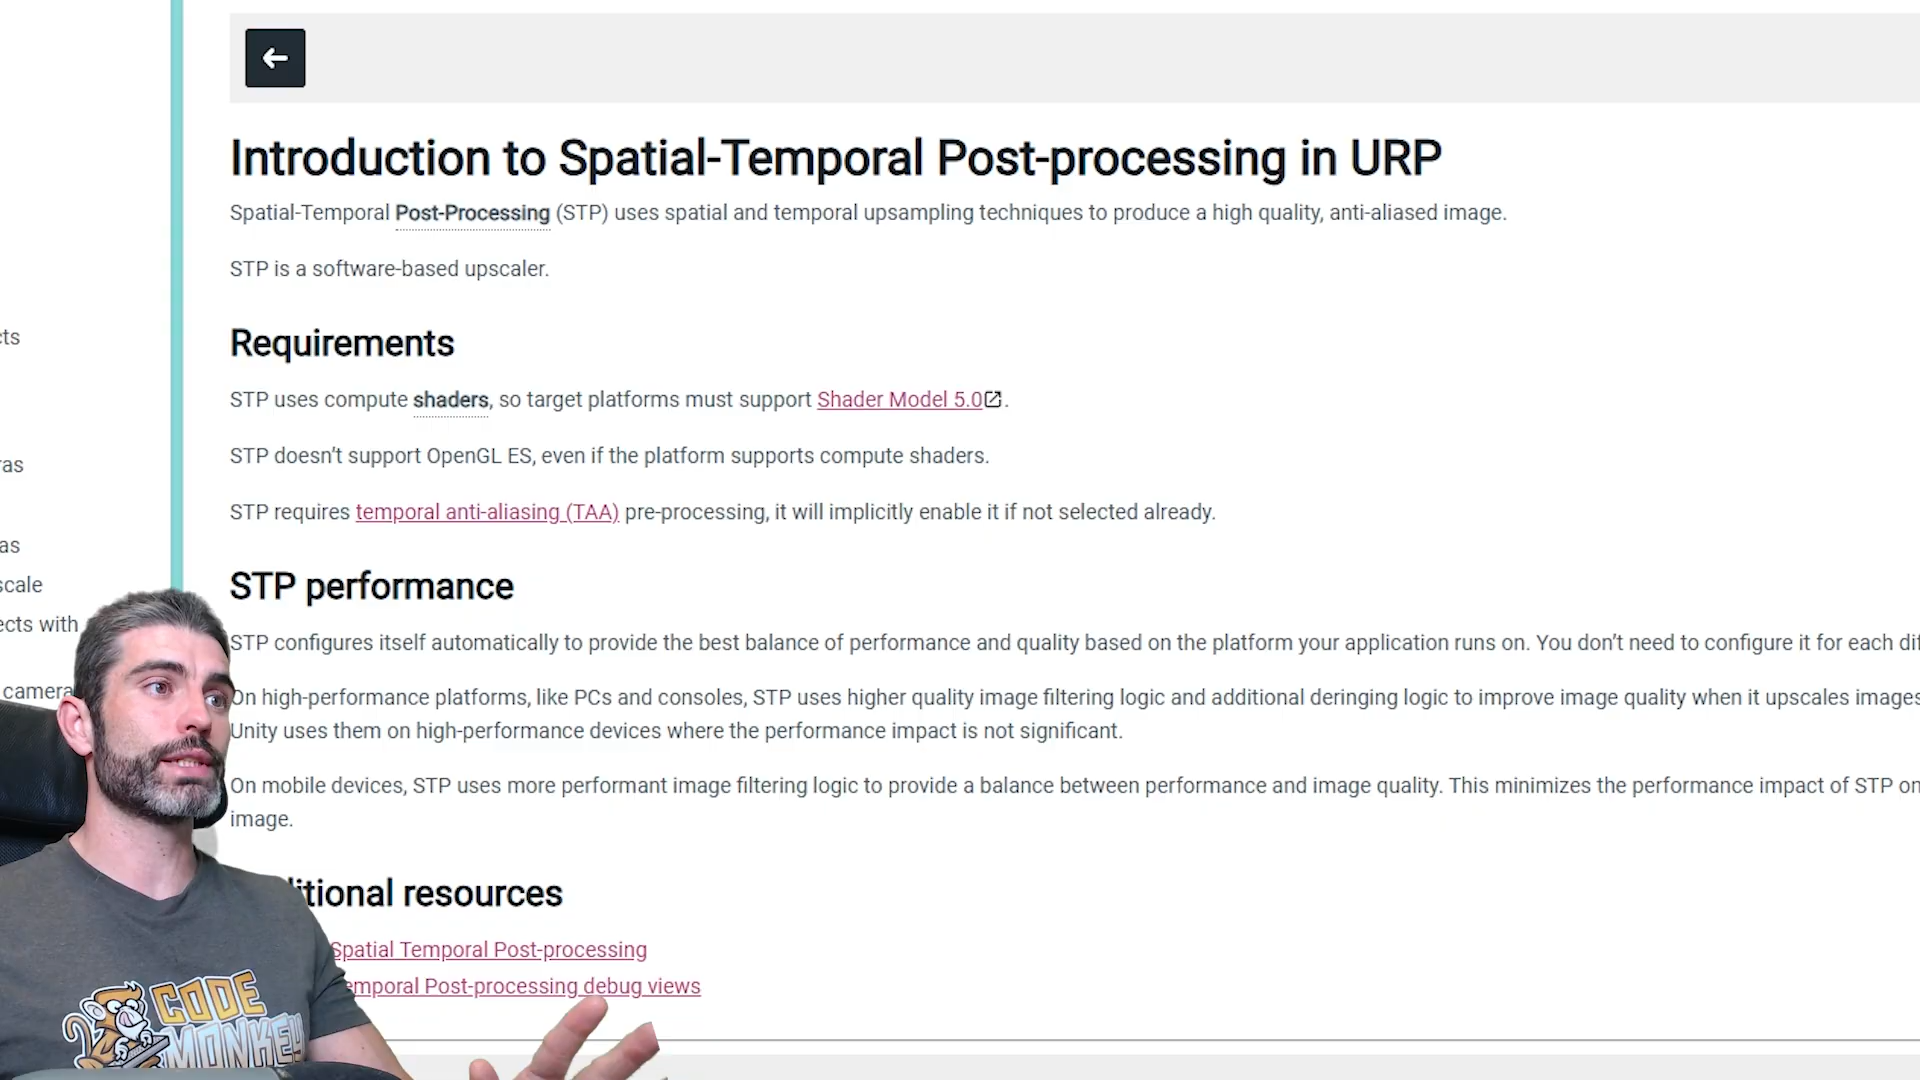 Introduction to Spatial-Temporal Post-processing in URP
Spatial-Temporal Post-Processing (STP) uses spatial and temporal upsampling techniques to produce a high quality, anti-aliased image.
STP is a software-based upscaler.
cts
Requirements
STP uses compute shaders, so target platforms must support Shader Model 5.0.
ras
STP doesn't support OpenGL ES, even if the platform supports compute shaders.
STP requires temporal anti-aliasing (TAA) pre-processing, it will implicitly enable it if not selected already.
as
scale
STP performance
ects with
STP configures itself automatically to provide the best balance of performance and quality based on the platform your application runs on. You don't need to configure it for each dif
camera
On high-performance platforms, like PCs and consoles, STP uses higher quality image filtering logic and additional deringing logic to improve image quality when it upscales images
Unity uses them on high-performance devices where the performance impact is not significant.
On mobile devices, STP uses more performant image filtering logic to provide a balance between performance and image quality. This minimizes the performance impact of STP on
image.
itional resources
Spatial Temporal Post-processing
emporal Post-processing debug views
CODE
MONKEY